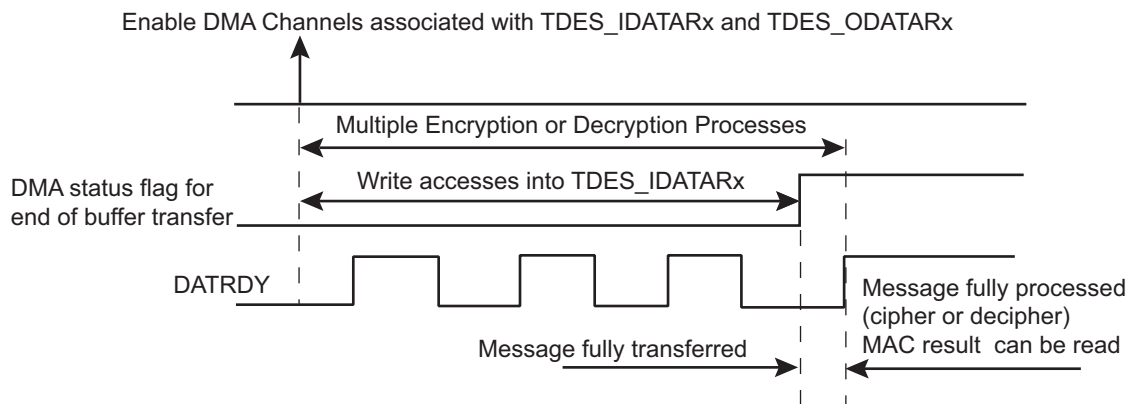 Enable DMA Channels associated with TDES_IDATARx and TDES_ODATARx
Multiple Encryption or Decryption Processes
DMA status flag for
end of buffer transfer
Write accesses into TDES_IDATARx
DATRDY
Message fully processed
(cipher or decipher)
MAC result can be read
Message fully transferred